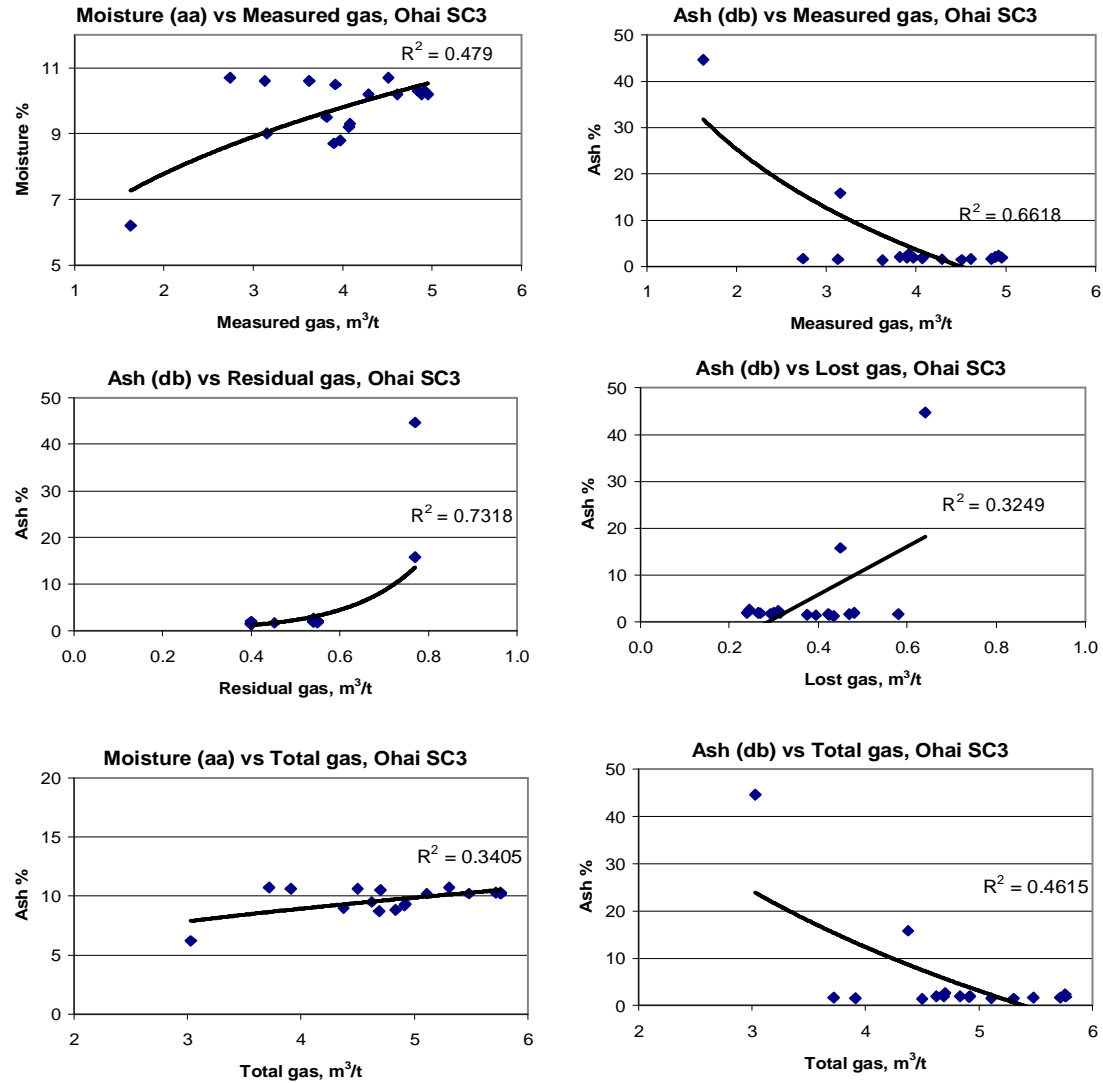 Moisture (aa) vs Measured gas, Ohai SC3
R² = 0.479
Moisture %
11
9
7
5
1 2 3 4 5 6
Measured gas, m³/t
Ash (db) vs Measured gas, Ohai SC3
R² = 0.6618
Ash %
50
40
30
20
10
0
1 2 3 4 5 6
Measured gas, m³/t
Ash (db) vs Residual gas, Ohai SC3
R² = 0.7318
Ash %
50
40
30
20
10
0
0.0 0.2 0.4 0.6 0.8 1.0
Residual gas, m³/t
Ash (db) vs Lost gas, Ohai SC3
R² = 0.3249
Ash %
50
40
30
20
10
0
0.0 0.2 0.4 0.6 0.8 1.0
Lost gas, m³/t
Moisture (aa) vs Total gas, Ohai SC3
R² = 0.3405
Ash %
20
15
10
5
0
2 3 4 5 6
Total gas, m³/t
Ash (db) vs Total gas, Ohai SC3
R² = 0.4615
Ash %
50
40
30
20
10
0
2 3 4 5 6
Total gas, m³/t